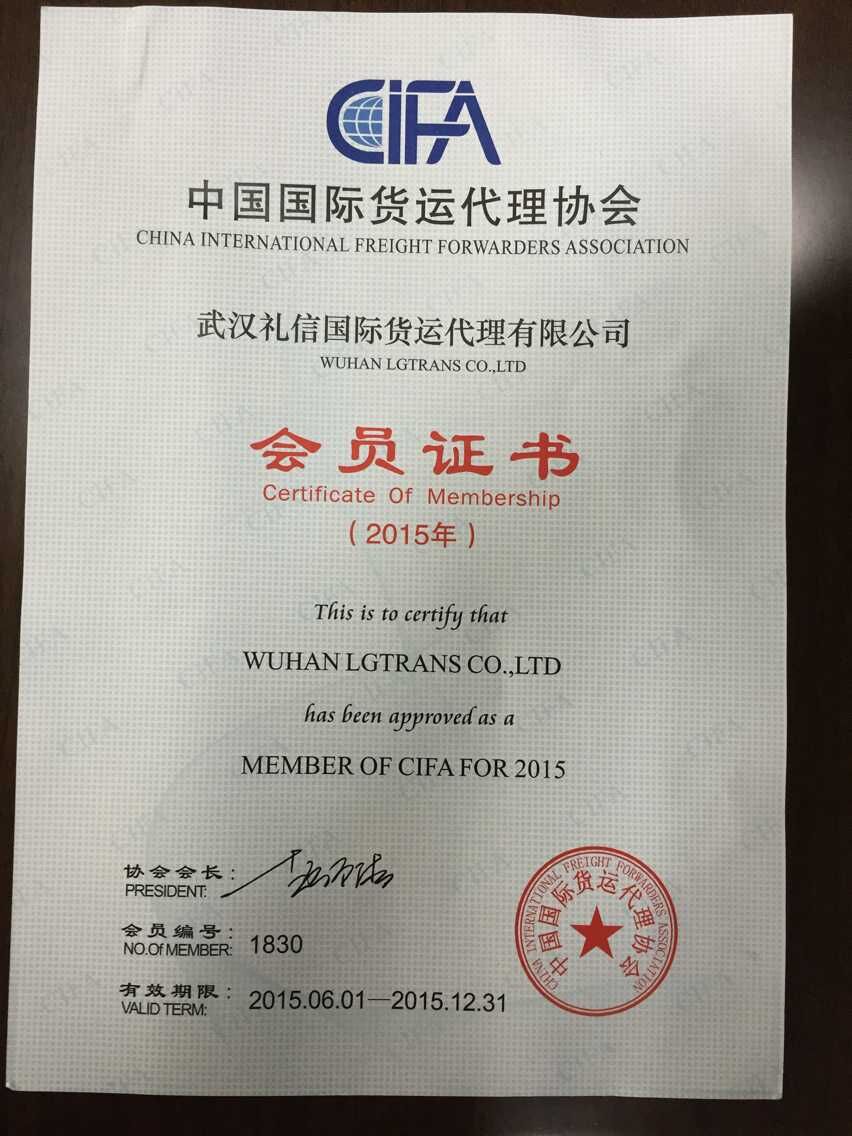 CIFA
中国国际货运代理协会
CHINA INTERNATIONAL FREIGHT FORWARDERS ASSOCIATION
武汉礼信国际货运代理有限公司
WUHAN LGTRANS CO.,LTD
会员证书
Certificate Of Membership
（2015年）
This is to certify that
WUHAN LGTRANS CO.,LTD
has been approved as a
MEMBER OF CIFA FOR 2015
协会会长：
PRESIDENT:
会员编号：
NO.Of MEMBER: 1830
有效期限：
VALID TERM: 2015.06.01—2015.12.31
CHINA INTERNATIONAL FREIGHT FORWARDERS ASSOCIATION
中国国际货运代理协会